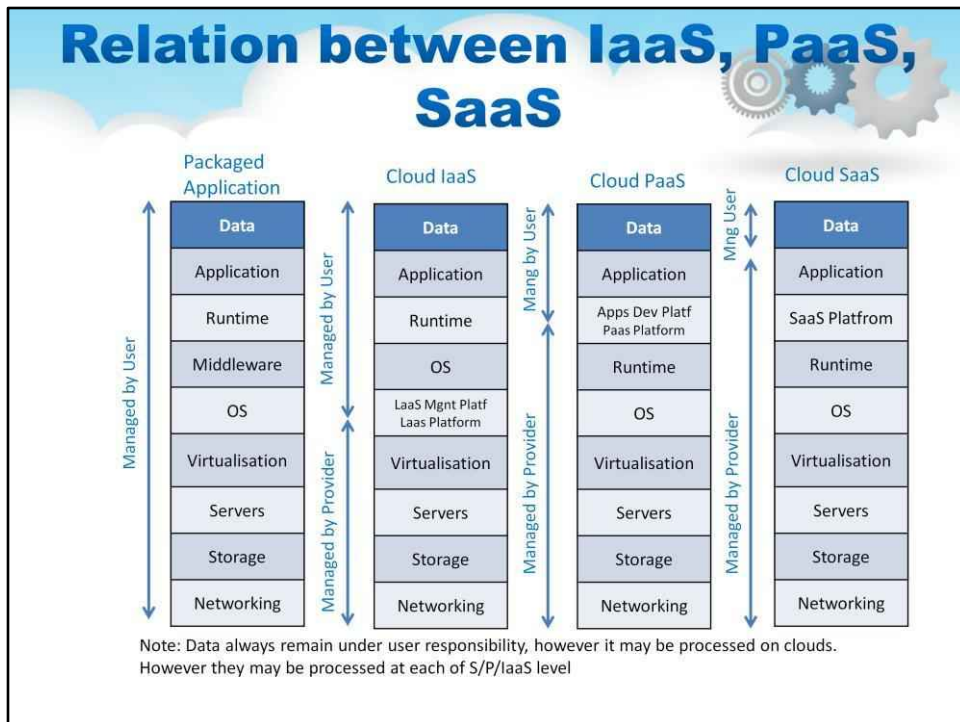 Relation between IaaS, PaaS,
SaaS
Packaged
Application
Managed by User
Data
Application
Runtime
Middleware
OS
Virtualisation
Servers
Storage
Networking
Cloud IaaS
Managed by User
Managed by Provider
Data
Application
Runtime
OS
LaaS Mgnt Platf
Laas Platform
Virtualisation
Servers
Storage
Networking
Cloud PaaS
Mang by User
Managed by Provider
Data
Application
Apps Dev Platf
Paas Platform
Runtime
OS
Virtualisation
Servers
Storage
Networking
Cloud SaaS
Mng User
Managed by Provider
Data
Application
SaaS Platfrom
Runtime
OS
Virtualisation
Servers
Storage
Networking
Note: Data always remain under user responsibility, however it may be processed on clouds.
However they may be processed at each of S/P/IaaS level